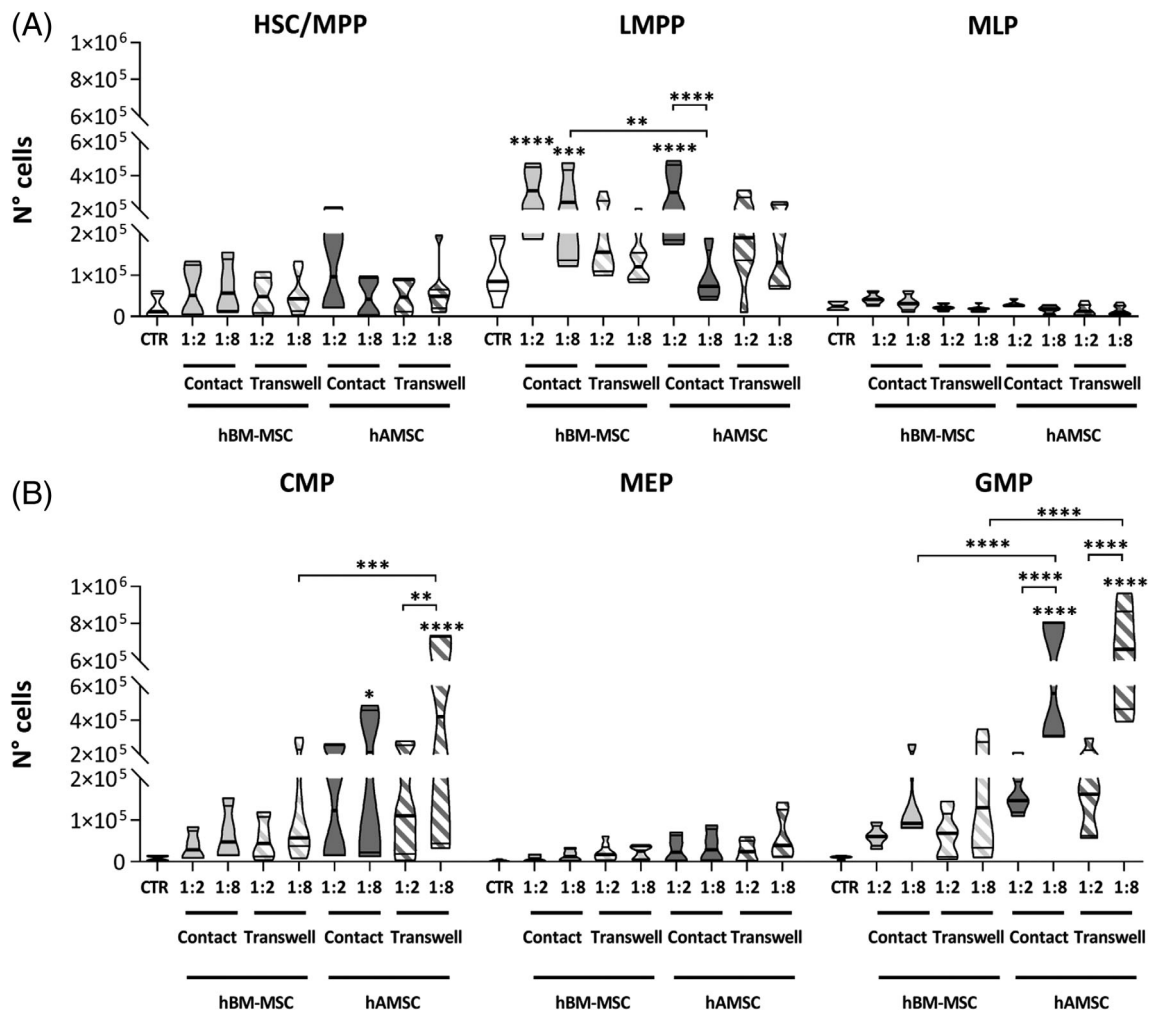 (A)
HSC/MPP LMPP MLP
N° cells
1×10⁶
8×10⁵
6×10⁵
6×10⁵
4×10⁵
2×10⁵
2×10⁵
1×10⁵
0
**** *** ** **** ****
CTR 1:2 1:8 1:2 1:8 1:2 1:8 1:2 1:8 CTR 1:2 1:8 1:2 1:8 1:2 1:8 1:2 1:8 CTR 1:2 1:8 1:2 1:8 1:2 1:8 1:2 1:8
Contact Transwell Contact Transwell Contact Transwell Contact Transwell Contact Transwell Contact Transwell
hBM-MSC hAMSC hBM-MSC hAMSC hBM-MSC hAMSC
(B)
CMP MEP GMP
N° cells
1×10⁶
8×10⁵
6×10⁵
6×10⁵
4×10⁵
2×10⁵
2×10⁵
1×10⁵
0
*** ** **** * **** **** **** **** **** ****
CTR 1:2 1:8 1:2 1:8 1:2 1:8 1:2 1:8 CTR 1:2 1:8 1:2 1:8 1:2 1:8 1:2 1:8 CTR 1:2 1:8 1:2 1:8 1:2 1:8 1:2 1:8
Contact Transwell Contact Transwell Contact Transwell Contact Transwell Contact Transwell Contact Transwell
hBM-MSC hAMSC hBM-MSC hAMSC hBM-MSC hAMSC